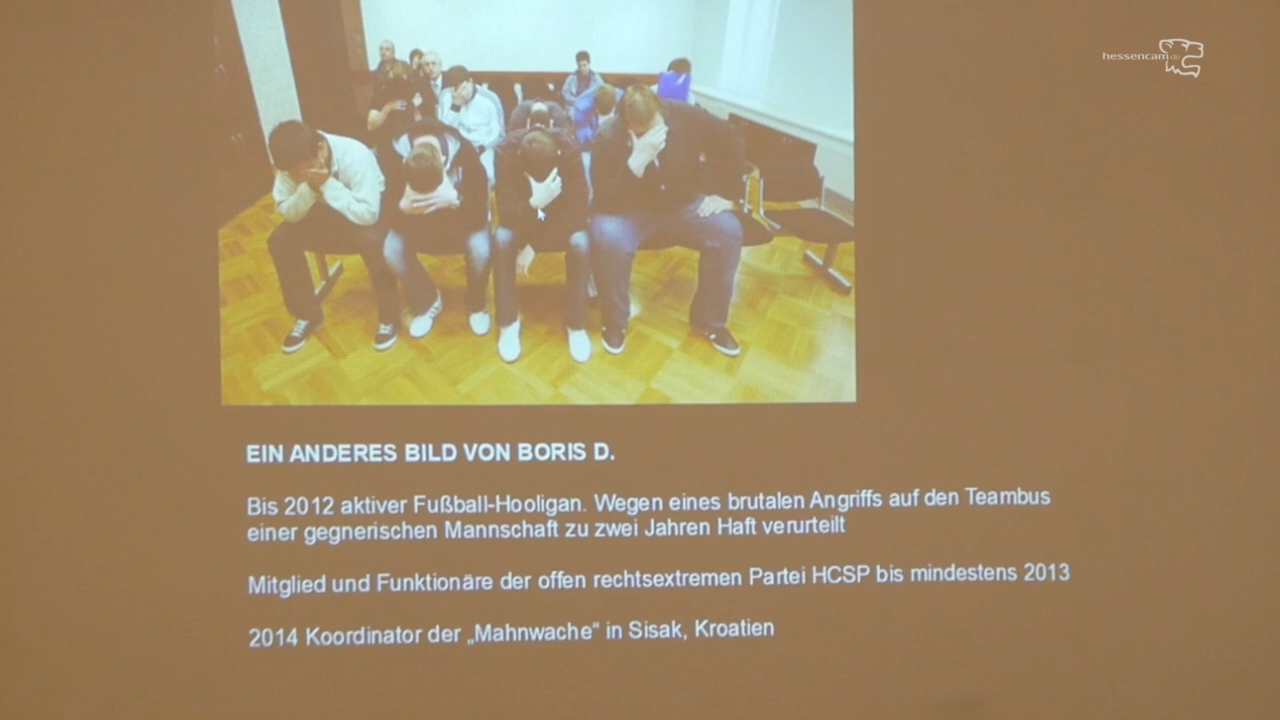 hessencam.de
EIN ANDERES BILD VON BORIS D.
Bis 2012 aktiver Fußball-Hooligan. Wegen eines brutalen Angriffs auf den Teambus
einer gegnerischen Mannschaft zu zwei Jahren Haft verurteilt
Mitglied und Funktionäre der offen rechtsextremen Partei HCSP bis mindestens 2013
2014 Koordinator der „Mahnwache“ in Sisak, Kroatien